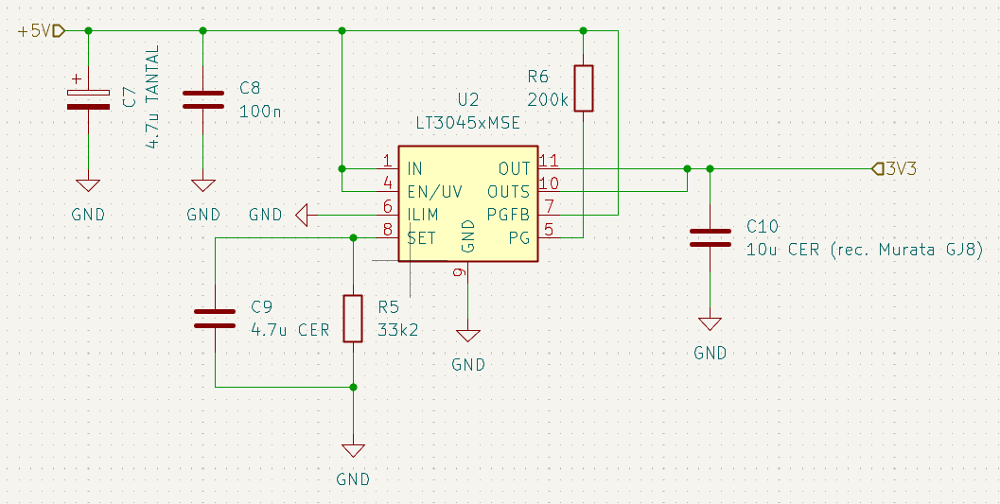 +5V
+
C7
4.7u TANTAL
C8
100n
GND
GND
GND
R6
200k
U2
LT3045xMSE
1
IN
4
EN/UV
6
ILIM
8
SET
OUT
11
OUTS
10
PGFB
7
PG
5
GND
9
3V3
C10
10u CER (rec. Murata GJ8)
GND
C9
4.7u CER
R5
33k2
GND
GND